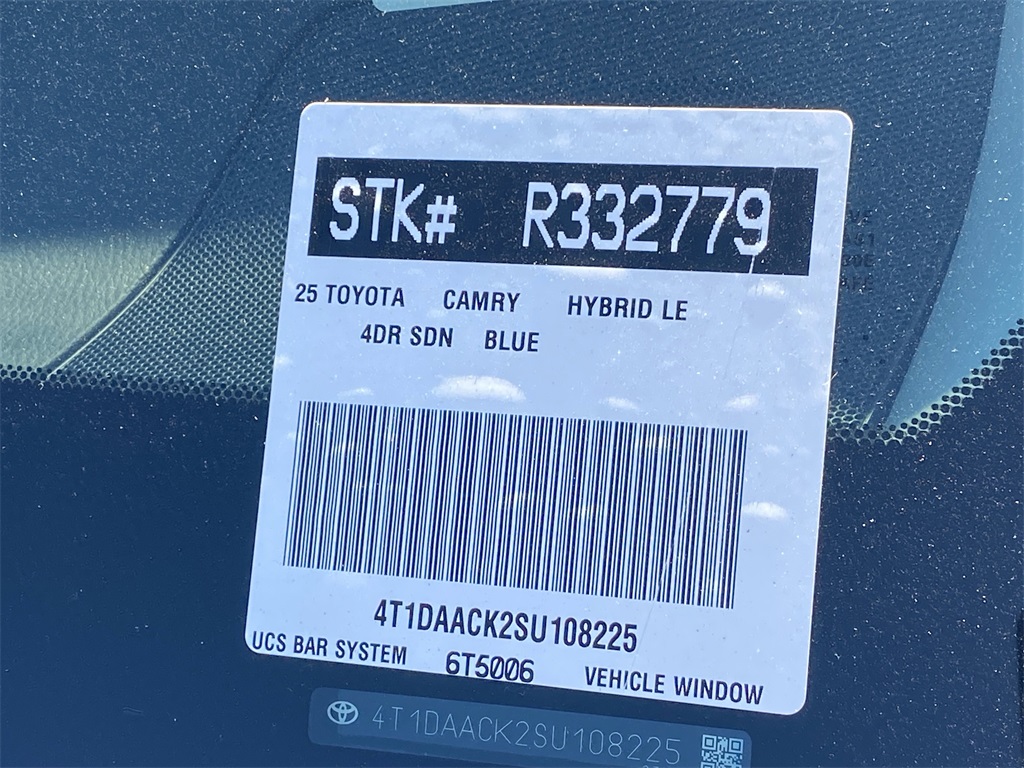 STK# R332779
25 TOYOTA CAMRY HYBRID LE
4DR SDN BLUE
4T1DAACK2SU108225
UCS BAR SYSTEM 6T5006 VEHICLE WINDOW
4T1DAACK2SU108225